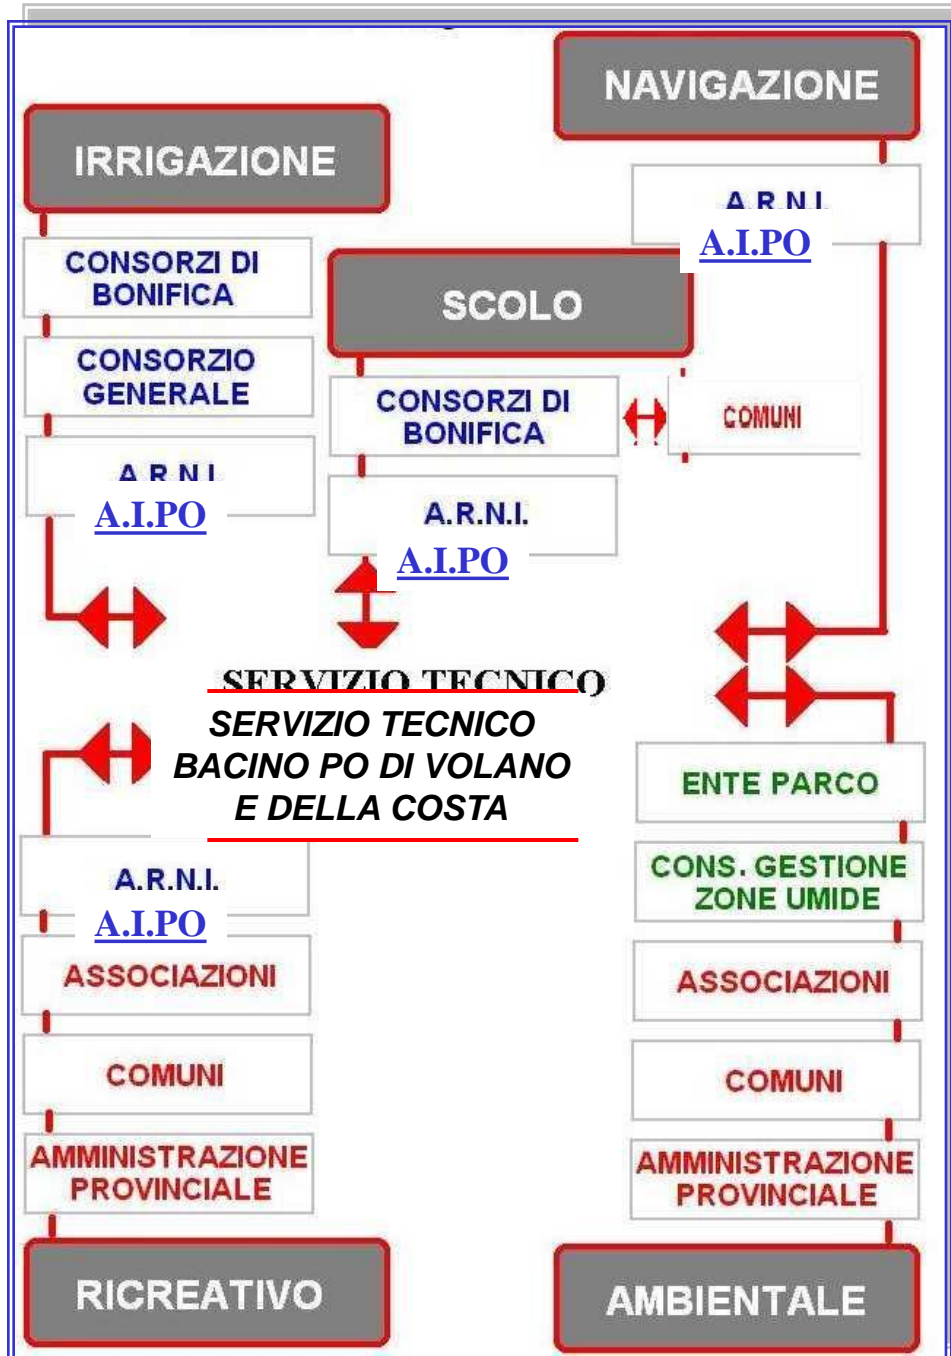 NAVIGAZIONE
A.R.N.I.
A.I.PO
IRRIGAZIONE
CONSORZI DI
BONIFICA
CONSORZIO
GENERALE
A.R.N.I.
A.I.PO
SCOLO
CONSORZI DI
BONIFICA
COMUNI
A.R.N.I.
A.I.PO
SERVIZIO TECNICO
SERVIZIO TECNICO
BACINO PO DI VOLANO
E DELLA COSTA
A.R.N.I.
A.I.PO
ASSOCIAZIONI
COMUNI
AMMINISTRAZIONE
PROVINCIALE
RICREATIVO
ENTE PARCO
CONS. GESTIONE
ZONE UMIDE
ASSOCIAZIONI
COMUNI
AMMINISTRAZIONE
PROVINCIALE
AMBIENTALE